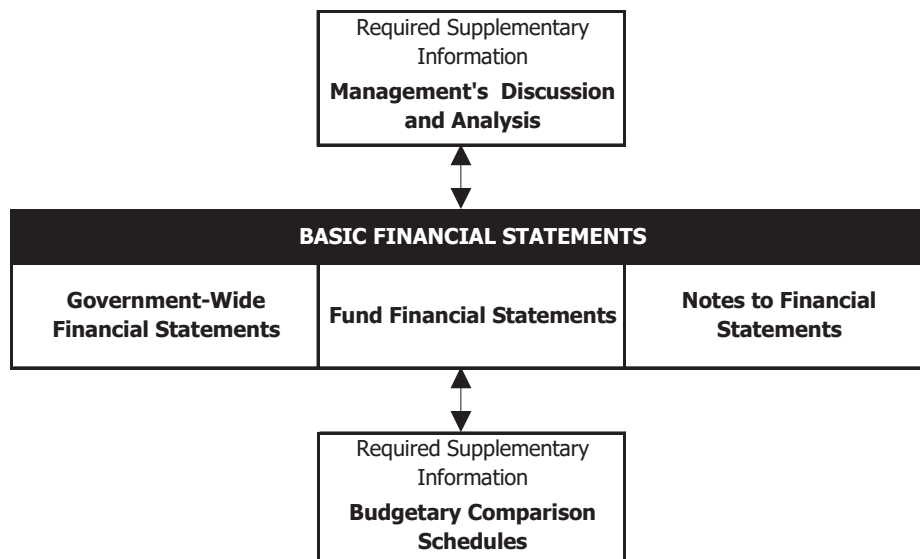 Required Supplementary
Information
Management's Discussion
and Analysis
BASIC FINANCIAL STATEMENTS
Government-Wide
Financial Statements
Fund Financial Statements
Notes to Financial
Statements
Required Supplementary
Information
Budgetary Comparison
Schedules